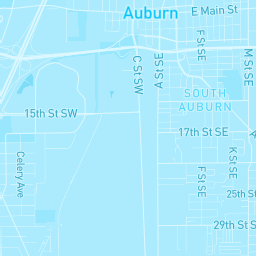 Auburn
E Main St
C St SW
A St SE
F St SE
M St SE
SOUTH
AUBURN
15th St SW
17th St SE
Celery Ave
F St SE
K St SE
25th St
29th St S